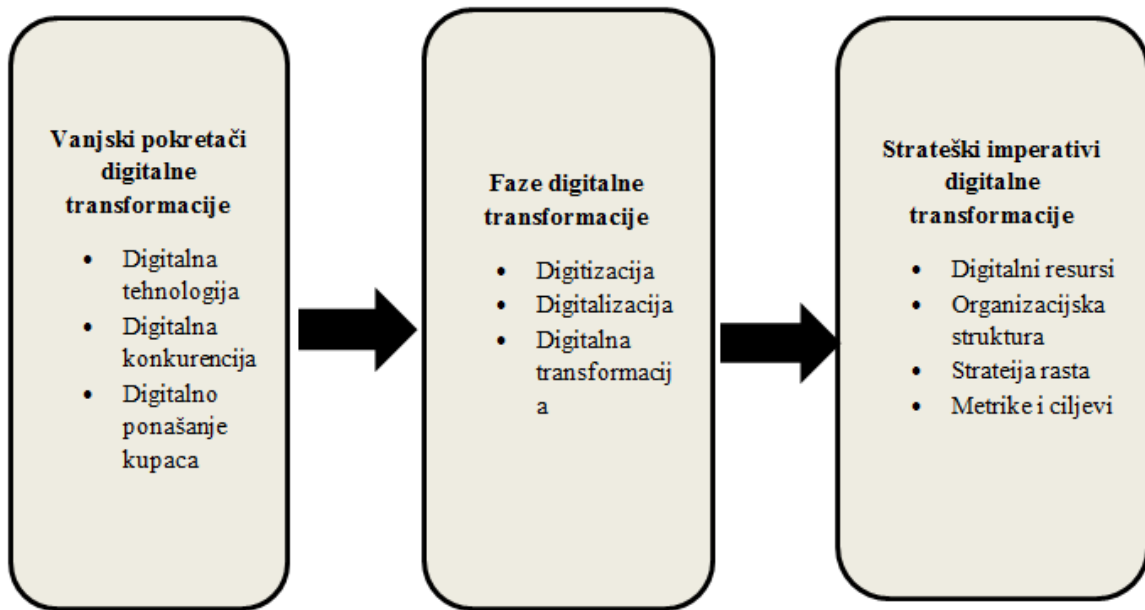 Vanjski pokretači
digitalne
transformacije
• Digitalna
tehnologija
• Digitalna
konkurencija
• Digitalno
ponašanje
kupaca
Faze digitalne
transformacije
• Digitizacija
• Digitalizacija
• Digitalna
transformacij
a
Strateški imperativi
digitalne
transformacije
• Digitalni resursi
• Organizacijska
struktura
• Strateija rasta
• Metrike i ciljevi